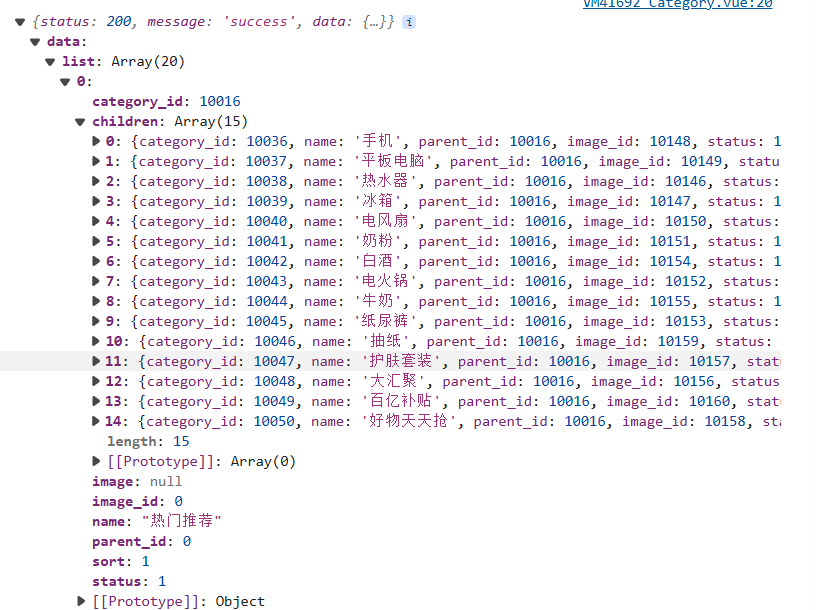 VM41692 Category.vue:20
{status: 200, message: 'success', data: {…}} i
data:
list: Array(20)
0:
category_id: 10016
children: Array(15)
0: {category_id: 10036, name: '手机', parent_id: 10016, image_id: 10148, status: 1
1: {category_id: 10037, name: '平板电脑', parent_id: 10016, image_id: 10149, statu
2: {category_id: 10038, name: '热水器', parent_id: 10016, image_id: 10146, status:
3: {category_id: 10039, name: '冰箱', parent_id: 10016, image_id: 10147, status: 1
4: {category_id: 10040, name: '电风扇', parent_id: 10016, image_id: 10150, status:
5: {category_id: 10041, name: '奶粉', parent_id: 10016, image_id: 10151, status: 1
6: {category_id: 10042, name: '白酒', parent_id: 10016, image_id: 10154, status: 1
7: {category_id: 10043, name: '电火锅', parent_id: 10016, image_id: 10152, status:
8: {category_id: 10044, name: '牛奶', parent_id: 10016, image_id: 10155, status: 1
9: {category_id: 10045, name: '纸尿裤', parent_id: 10016, image_id: 10153, status:
10: {category_id: 10046, name: '抽纸', parent_id: 10016, image_id: 10159, status:
11: {category_id: 10047, name: '护肤套装', parent_id: 10016, image_id: 10157, stat
12: {category_id: 10048, name: '大汇聚', parent_id: 10016, image_id: 10156, status
13: {category_id: 10049, name: '百亿补贴', parent_id: 10016, image_id: 10160, stat
14: {category_id: 10050, name: '好物天天抢', parent_id: 10016, image_id: 10158, sta
length: 15
[[Prototype]]: Array(0)
image: null
image_id: 0
name: "热门推荐"
parent_id: 0
sort: 1
status: 1
[[Prototype]]: Object